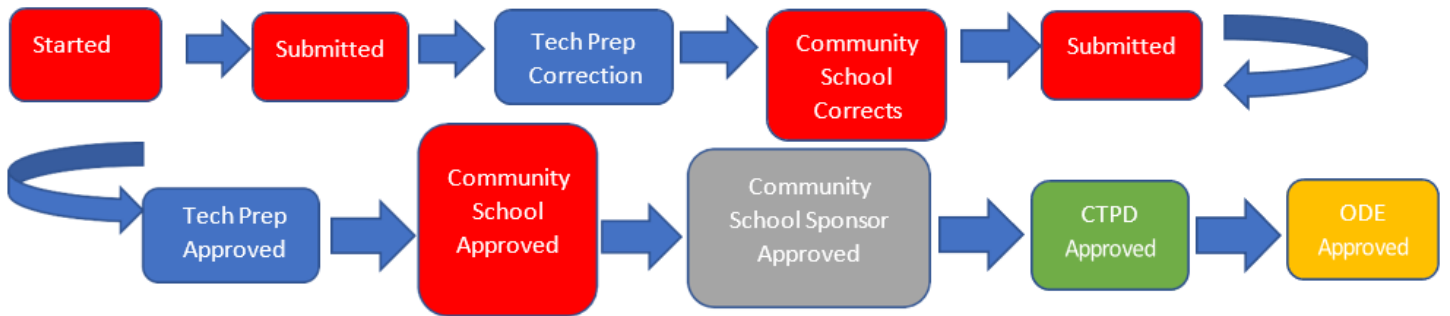 Started
Submitted
Tech Prep
Correction
Community
School
Corrects
Submitted
Tech Prep
Approved
Community
School
Approved
Community
School Sponsor
Approved
CTPD
Approved
ODE
Approved